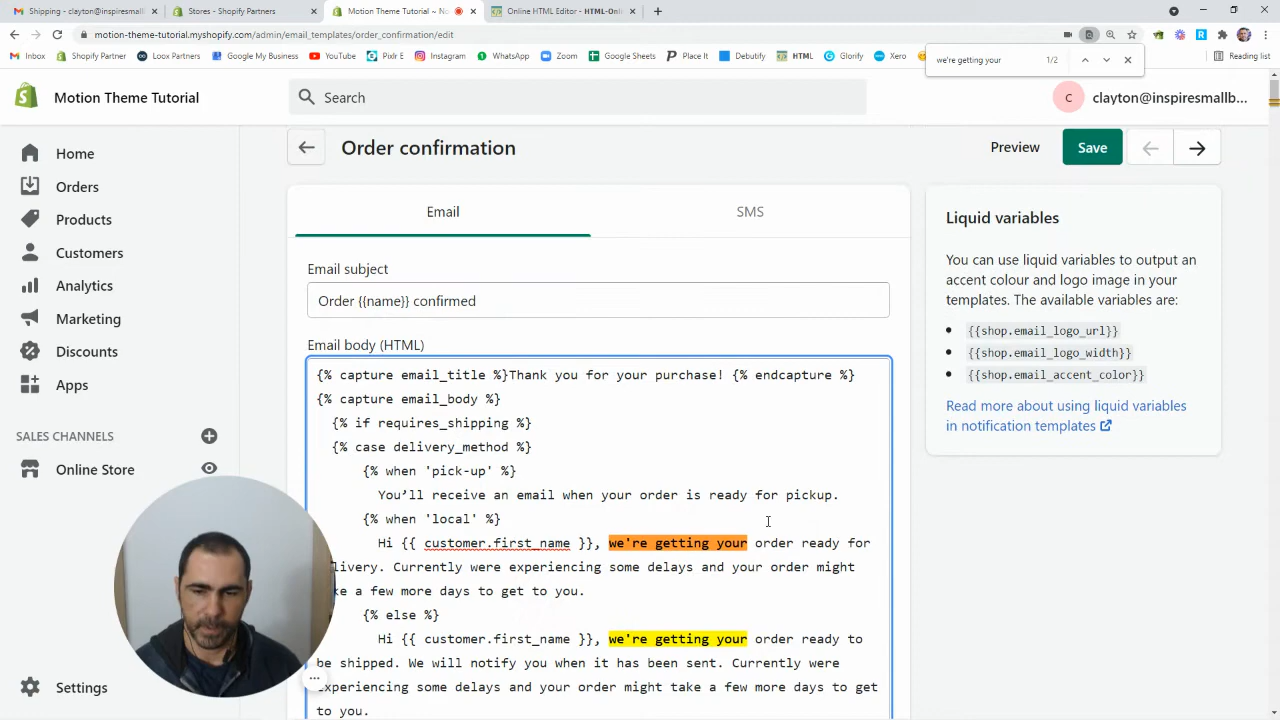 Shipping - clayton@inspiresmall
Stores - Shopify Partners
Motion Theme Tutorial ~ No
Online HTML Editor - HTML-Onli
motion-theme-tutorial.myshopify.com/admin/email_templates/order_confirmation/edit
Inbox
Shopify Partner
Loox Partners
Google My Business
YouTube
Pixlr E
Instagram
WhatsApp
Zoom
Google Sheets
Place It
Debutify
HTML
Glorify
Xero
Reading list
we're getting your
1/2
Motion Theme Tutorial
Search
C
clayton@inspiresmallb...
Home
Orders
Products
Customers
Analytics
Marketing
Discounts
Apps
SALES CHANNELS
Online Store
Settings
Order confirmation
Preview
Save
Email
SMS
Email subject
Order {{name}} confirmed
Email body (HTML)
{% capture email_title %}Thank you for your purchase! {% endcapture %}
{% capture email_body %}
{% if requires_shipping %}
{% case delivery_method %}
{% when 'pick-up' %}
You’ll receive an email when your order is ready for pickup.
{% when 'local' %}
Hi {{ customer.first_name }}, we're getting your order ready for
livery. Currently were experiencing some delays and your order might
ke a few more days to get to you.
{% else %}
Hi {{ customer.first_name }}, we're getting your order ready to
be shipped. We will notify you when it has been sent. Currently were
experiencing some delays and your order might take a few more days to get
to you.
Liquid variables
You can use liquid variables to output an
accent colour and logo image in your
templates. The available variables are:
{{shop.email_logo_url}}
{{shop.email_logo_width}}
{{shop.email_accent_color}}
Read more about using liquid variables
in notification templates